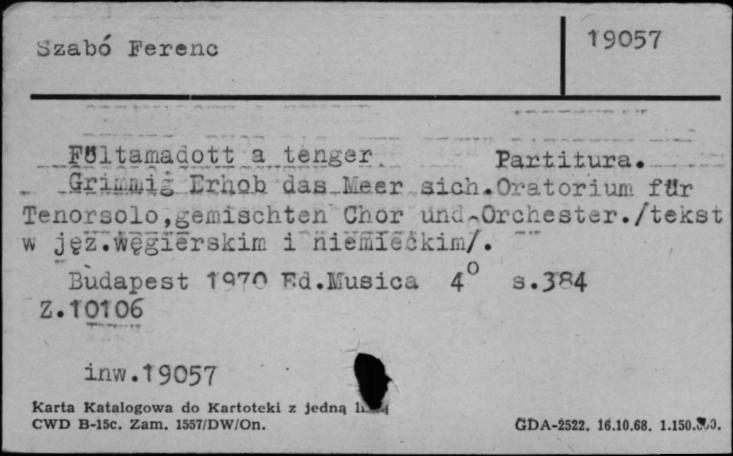 Szabó Ferenc
19057
Föltamadott a tenger Partitura.
Grimmig Erhob das Meer sich.Oratorium für
Tenorsolo,gemischten Chor und Orchester./tekst
w jęz.węgierskim i niemieckim/.
Budapest 1970 Ed.Musica 4⁰ s.384
Z.10106
inw.19057
Karta Katalogowa do Kartoteki z jedną
CWD B-15c. Zam. 1557/DW/On.
GDA-2522. 16.10.68.